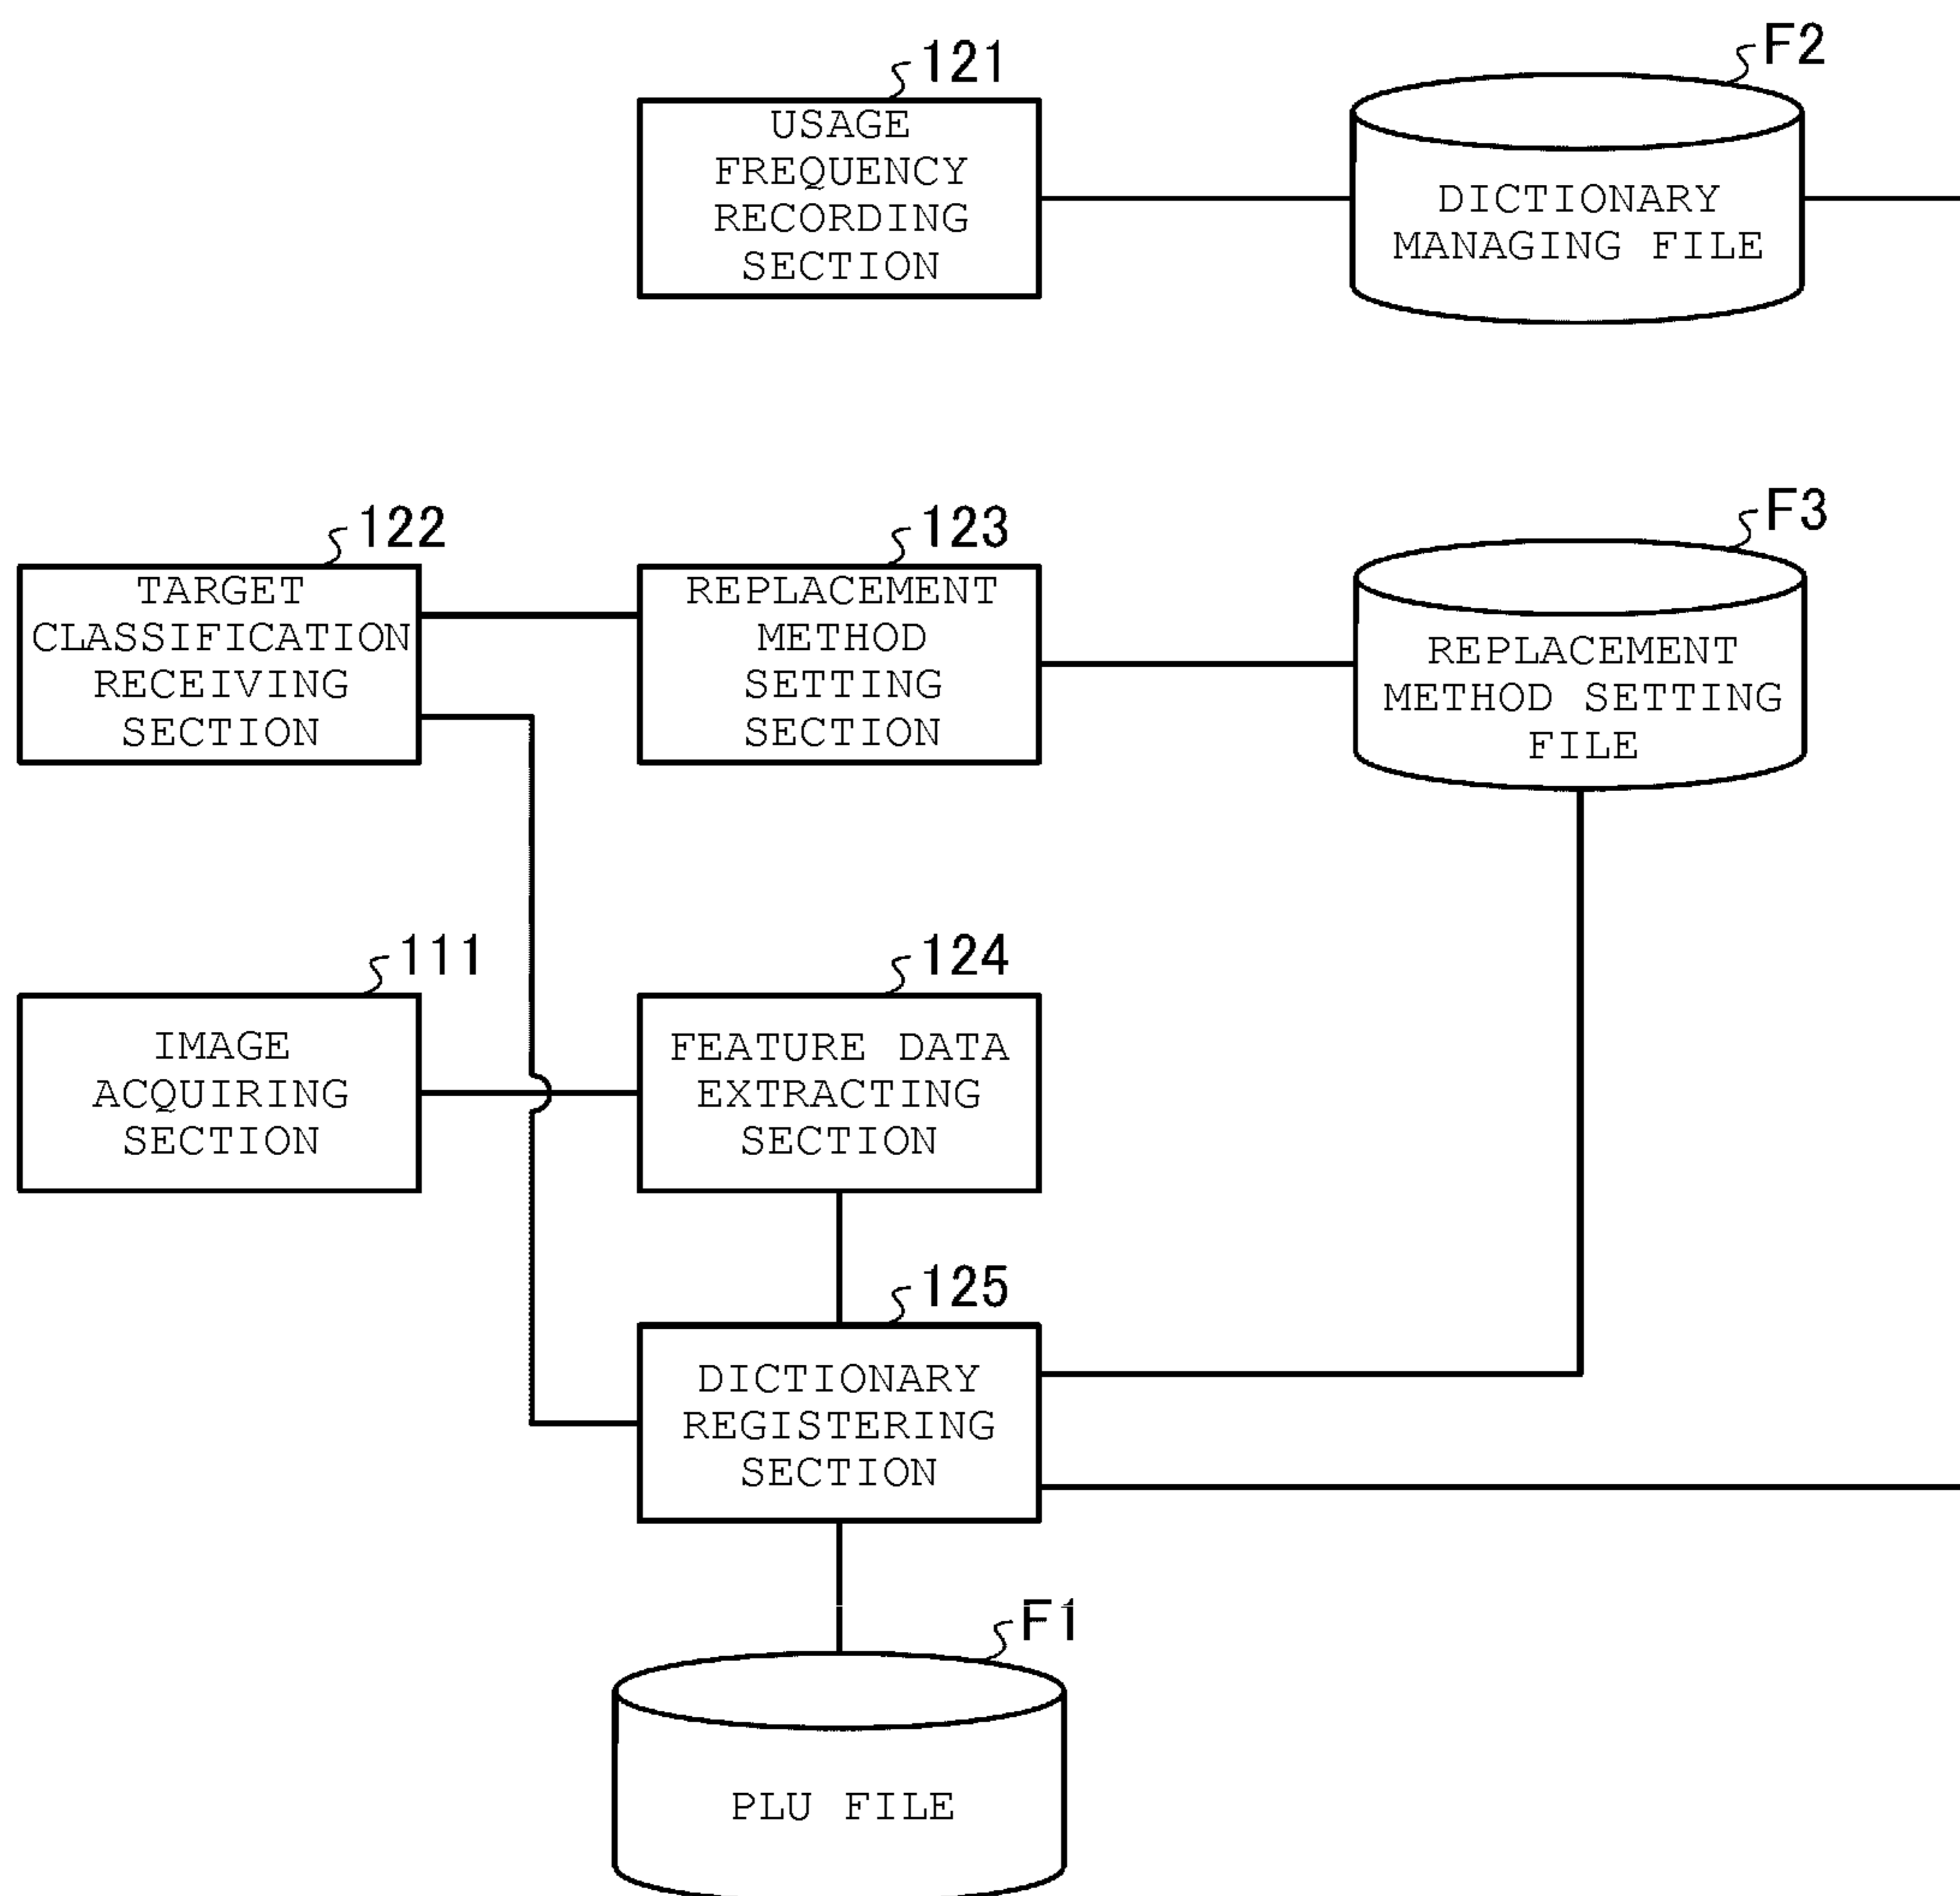 121
USAGE
FREQUENCY
RECORDING
SECTION
F2
DICTIONARY
MANAGING FILE
122
TARGET
CLASSIFICATION
RECEIVING
SECTION
123
REPLACEMENT
METHOD
SETTING
SECTION
F3
REPLACEMENT
METHOD SETTING
FILE
111
IMAGE
ACQUIRING
SECTION
124
FEATURE DATA
EXTRACTING
SECTION
125
DICTIONARY
REGISTERING
SECTION
F1
PLU FILE